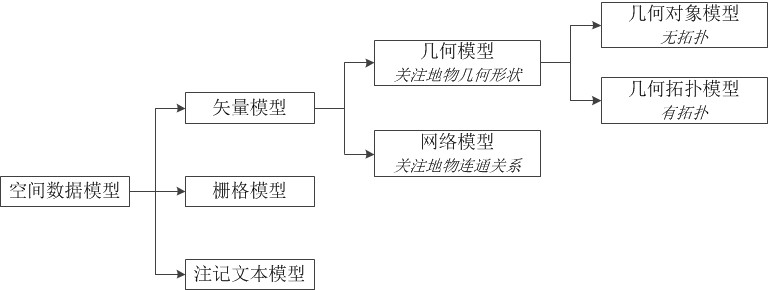 空间数据模型
矢量模型
栅格模型
注记文本模型
几何模型
关注地物几何形状
网络模型
关注地物连通关系
几何对象模型
无拓扑
几何拓扑模型
有拓扑